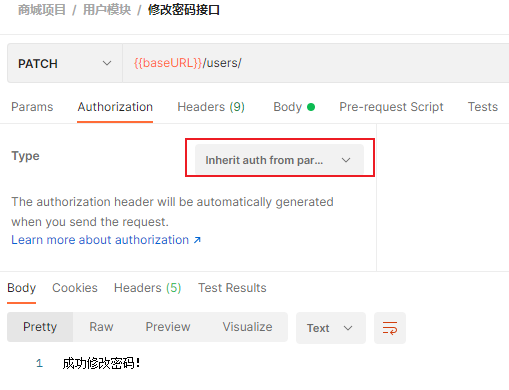 商城项目 / 用户模块 / 修改密码接口
PATCH {{baseURL}}/users/
Params Authorization Headers (9) Body Pre-request Script Tests
Type Inherit auth from par...
The authorization header will be automatically generated
when you send the request.
Learn more about authorization ↗
Body Cookies Headers (5) Test Results
Pretty Raw Preview Visualize Text
1 成功修改密码!